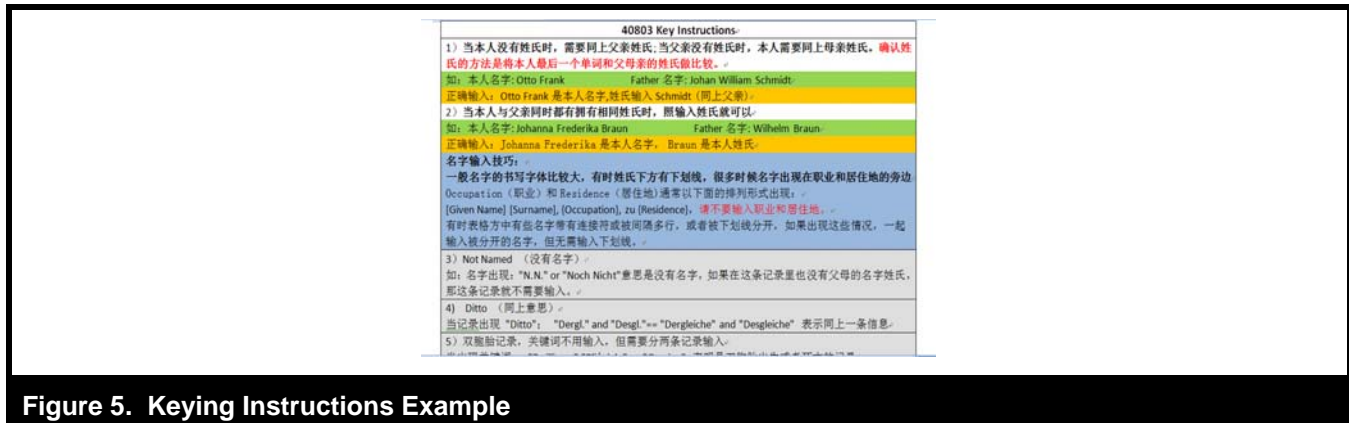 40803 Key Instructions
1）当本人没有姓氏时，需要同上父亲姓氏;当父亲没有姓氏时，本人需要同上母亲姓氏。确认姓
氏的方法是将本人最后一个单词和父母亲的姓氏做比较。
如：本人名字: Otto Frank Father 名字: Johan William Schmidt
正确输入：Otto Frank 是本人名字,姓氏输入 Schmidt（同上父亲）
2）当本人与父亲同时都有拥有相同姓氏时，照输入姓氏就可以
如：本人名字: Johanna Frederika Braun Father 名字: Wilhelm Braun
正确输入：Johanna Frederika 是本人名字， Braun 是本人姓氏
名字输入技巧：
一般名字的书写字体比较大，有时姓氏下方有下划线，很多时候名字出现在职业和居住地的旁边
Occupation（职业）和 Residence（居住地)通常以下面的排列形式出现：
[Given Name] [Surname], [Occupation], zu [Residence]，请不要输入职业和居住地。
有时表格方中有些名字带有连接符或被间隔多行，或者被下划线分开，如果出现这些情况，一起
输入被分开的名字，但无需输入下划线。
3）Not Named （没有名字）
如：名字出现："N.N." or "Noch Nicht"意思是没有名字，如果在这条记录里也没有父母的名字姓氏，
那这条记录就不需要输入。
4） Ditto （同上意思）
当记录出现 "Ditto"； "Dergl." and "Desgl."== "Dergleiche" and "Desgleiche" 表示同上一条信息
5）双胞胎记录，关键词不用输入，但需要分两条记录输入
Figure 5. Keying Instructions Example